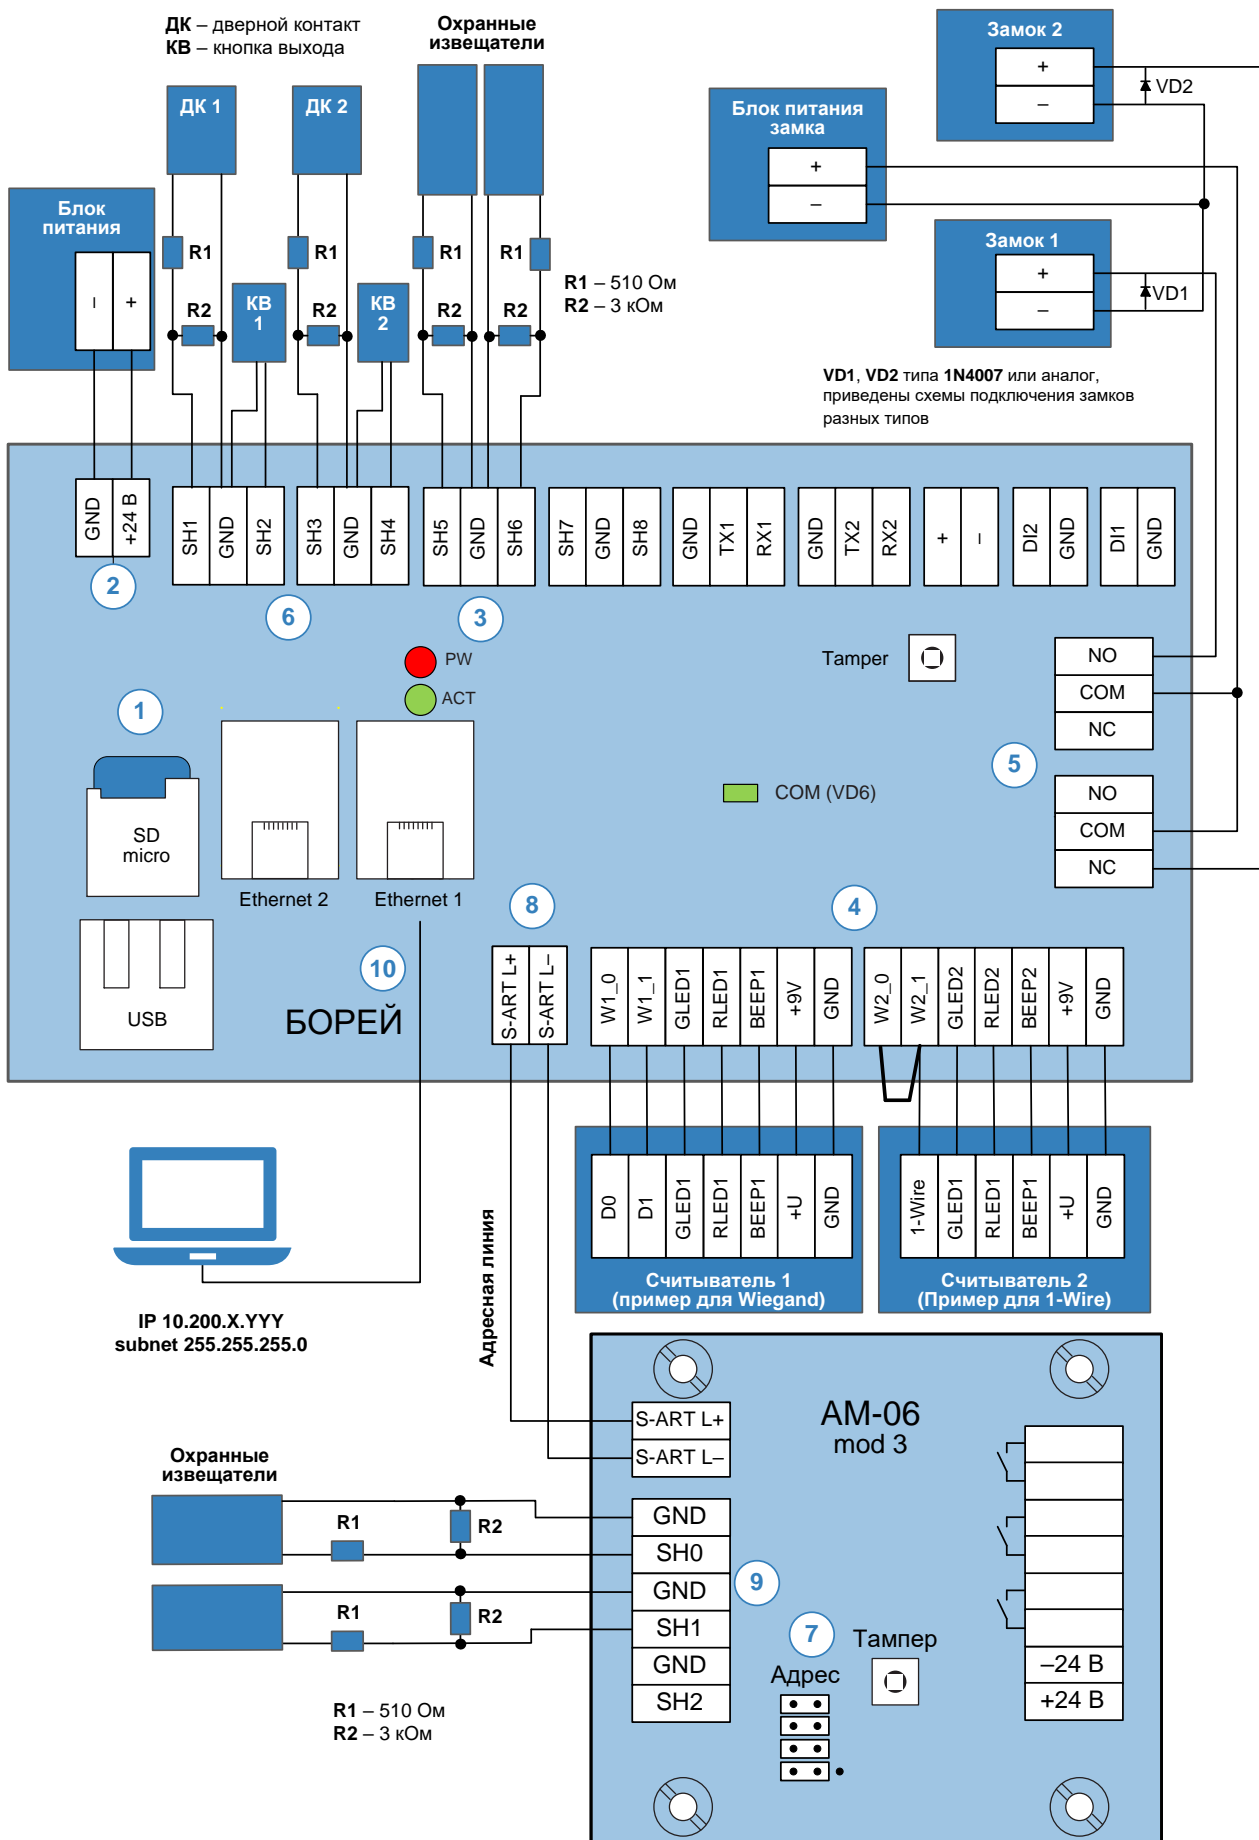 ДК – дверной контакт
КВ – кнопка выхода
Охранные
извещатели
Замок 2
+
–
VD2
Блок питания
замка
+
–
Замок 1
+
–
VD1
ДК 1
ДК 2
Блок
питания
–
+
R1
R1
R1
R1
R2
R2
R2
R2
КВ
1
КВ
2
R1 – 510 Ом
R2 – 3 кОм
VD1, VD2 типа 1N4007 или аналог,
приведены схемы подключения замков
разных типов
GND
+24 В
SH1
GND
SH2
SH3
GND
SH4
SH5
GND
SH6
SH7
GND
SH8
GND
TX1
RX1
GND
TX2
RX2
+
–
DI2
GND
DI1
GND
2
6
3
PW
ACT
Tamper
NO
COM
NC
1
5
COM (VD6)
NO
COM
NC
SD
micro
Ethernet 2
Ethernet 1
8
4
10
USB
БОРЕЙ
S-ART L+
S-ART L–
W1_0
W1_1
GLED1
RLED1
BEEP1
+9V
GND
W2_0
W2_1
GLED2
RLED2
BEEP2
+9V
GND
D0
D1
GLED1
RLED1
BEEP1
+U
GND
Считыватель 1
(пример для Wiegand)
1-Wire
GLED1
RLED1
BEEP1
+U
GND
Считыватель 2
(Пример для 1-Wire)
IP 10.200.X.YYY
subnet 255.255.255.0
Адресная линия
S-ART L+
S-ART L–
АМ-06
mod 3
Охранные
извещатели
R1
R2
R1
R2
GND
SH0
GND
SH1
GND
SH2
9
7
Тампер
Адрес
–24 В
+24 В
R1 – 510 Ом
R2 – 3 кОм